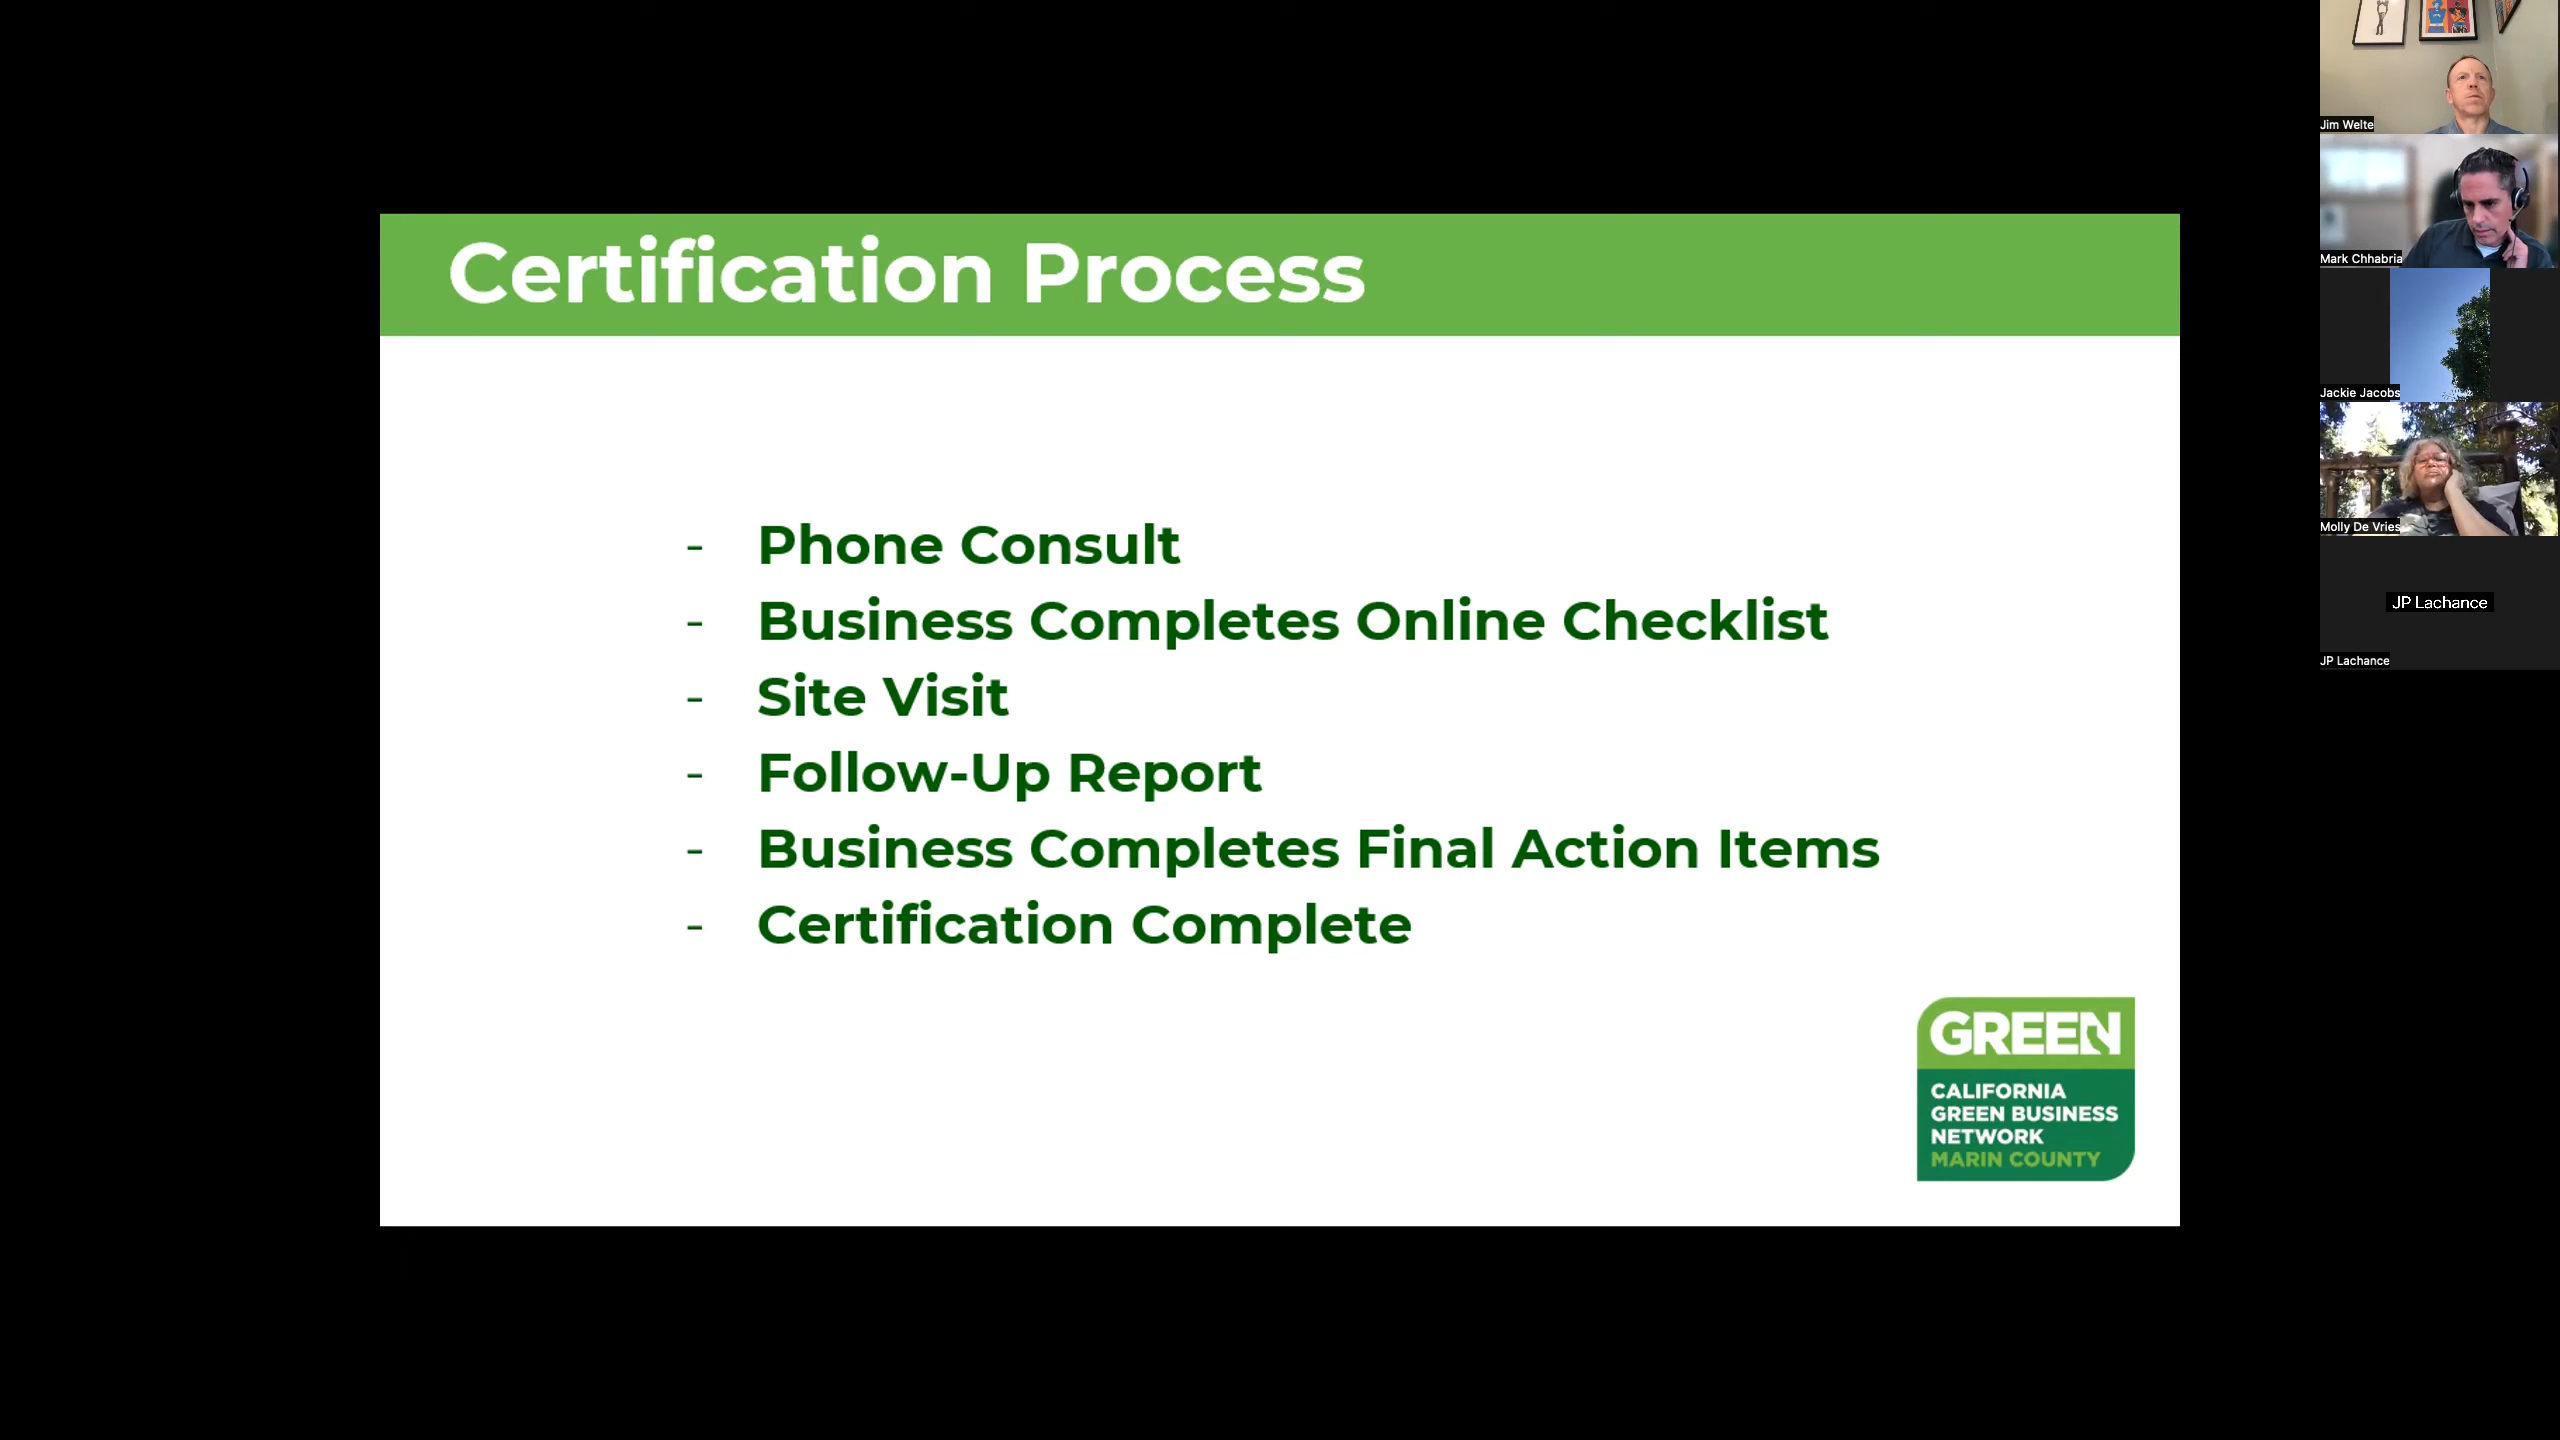 Certification Process
- Phone Consult
- Business Completes Online Checklist
- Site Visit
- Follow-Up Report
- Business Completes Final Action Items
- Certification Complete
GREEN
CALIFORNIA
GREEN BUSINESS
NETWORK
MARIN COUNTY
Jim Welte
Mark Chhabria
Jackie Jacobs
Molly De Vries
JP Lachance
JP Lachance